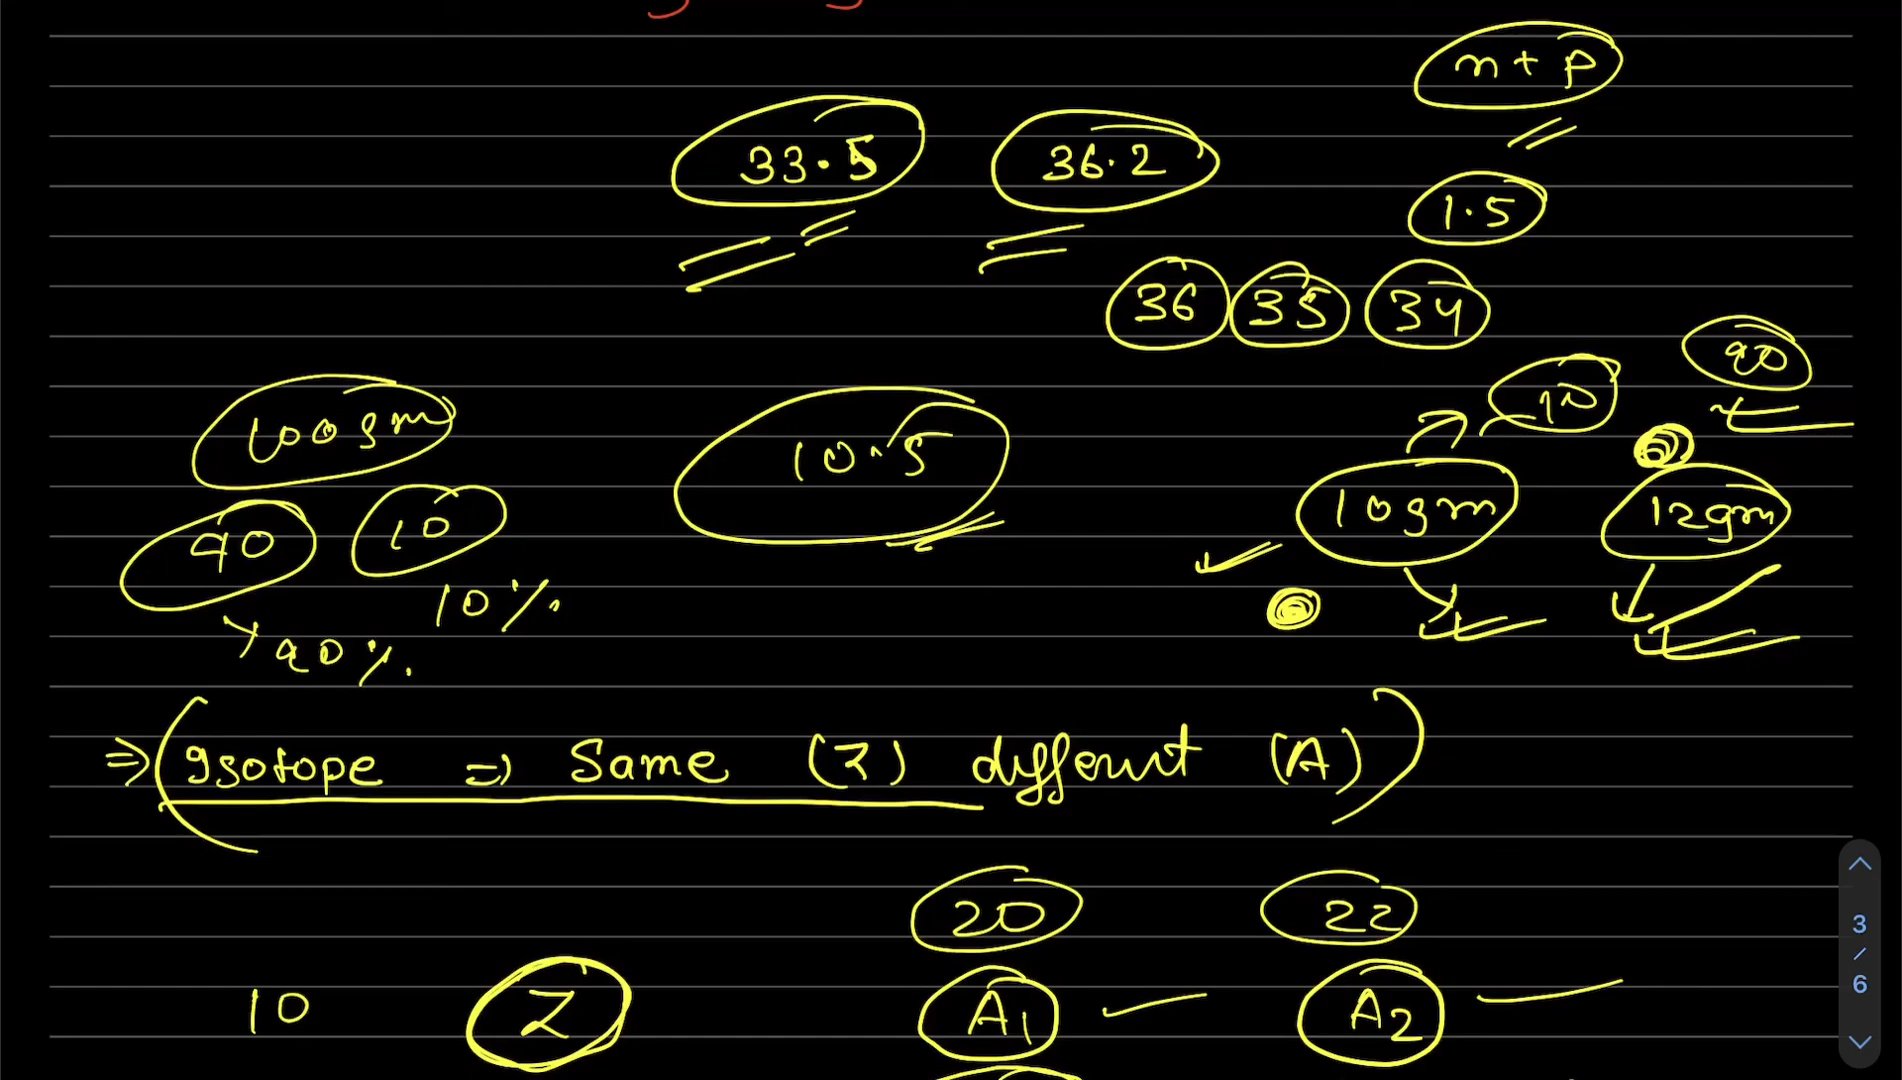 n + p
33.5 36.2
1.5
36 35 34
90
100gm 10.5 10
10gm 12gm
90 10
10%
90%
⇒ (Isotope ⇒ Same (Z) different (A))
20 22
10 Z A₁ A₂
3
/
6